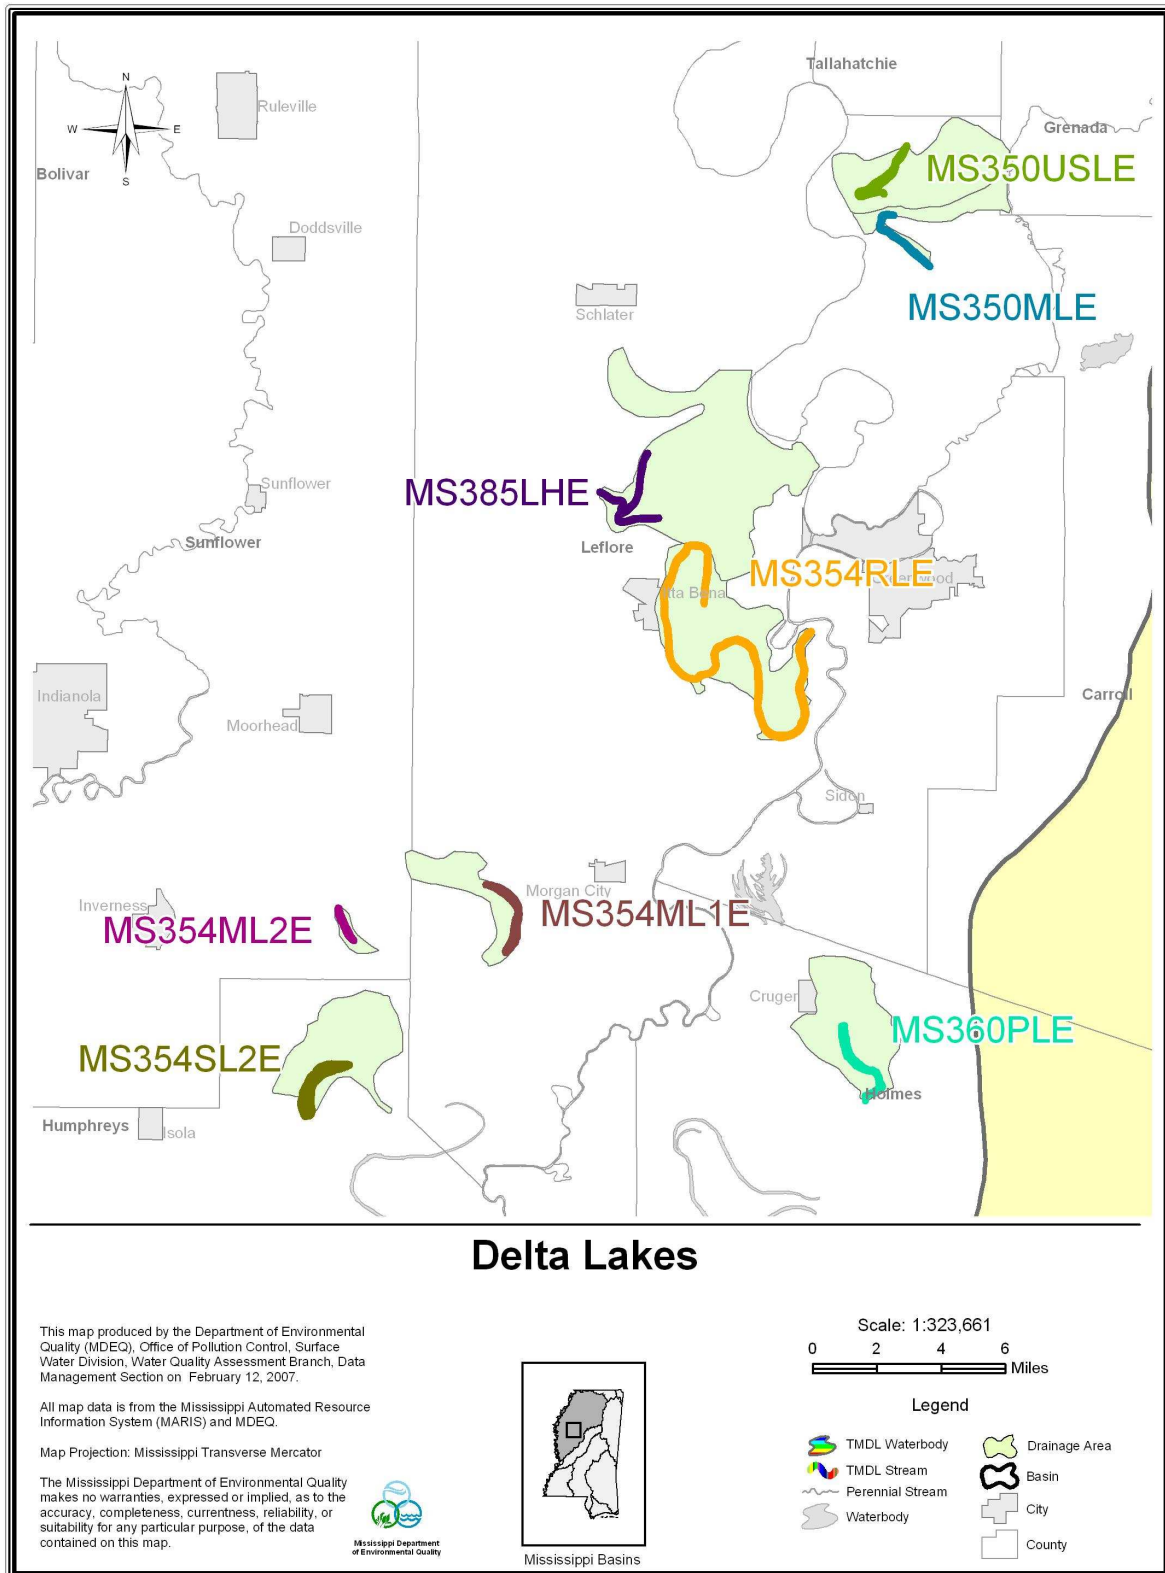 Tallahatchie
N
Ruleville
Grenada
W
E
MS350USLE
Bolivar
S
Doddsville
MS350MLE
Schlater
Sunflower
MS385LHE
Sunflower
Leflore
MS354RLE
Itta Bena
Indianola
Carroll
Moorhead
Sidon
Morgan City
Inverness
MS354ML1E
MS354ML2E
Cruger
MS360PLE
MS354SL2E
Holmes
Humphreys
Isola
Delta Lakes
This map produced by the Department of Environmental
Quality (MDEQ), Office of Pollution Control, Surface
Water Division, Water Quality Assessment Branch, Data
Management Section on February 12, 2007.
All map data is from the Mississippi Automated Resource
Information System (MARIS) and MDEQ.
Map Projection: Mississippi Transverse Mercator
The Mississippi Department of Environmental Quality
makes no warranties, expressed or implied, as to the
accuracy, completeness, currentness, reliability, or
suitability for any particular purpose, of the data
contained on this map.
Mississippi Department
of Environmental Quality
Mississippi Basins
Scale: 1:323,661
0 2 4 6
Miles
Legend
TMDL Waterbody
TMDL Stream
Perennial Stream
Waterbody
Drainage Area
Basin
City
County